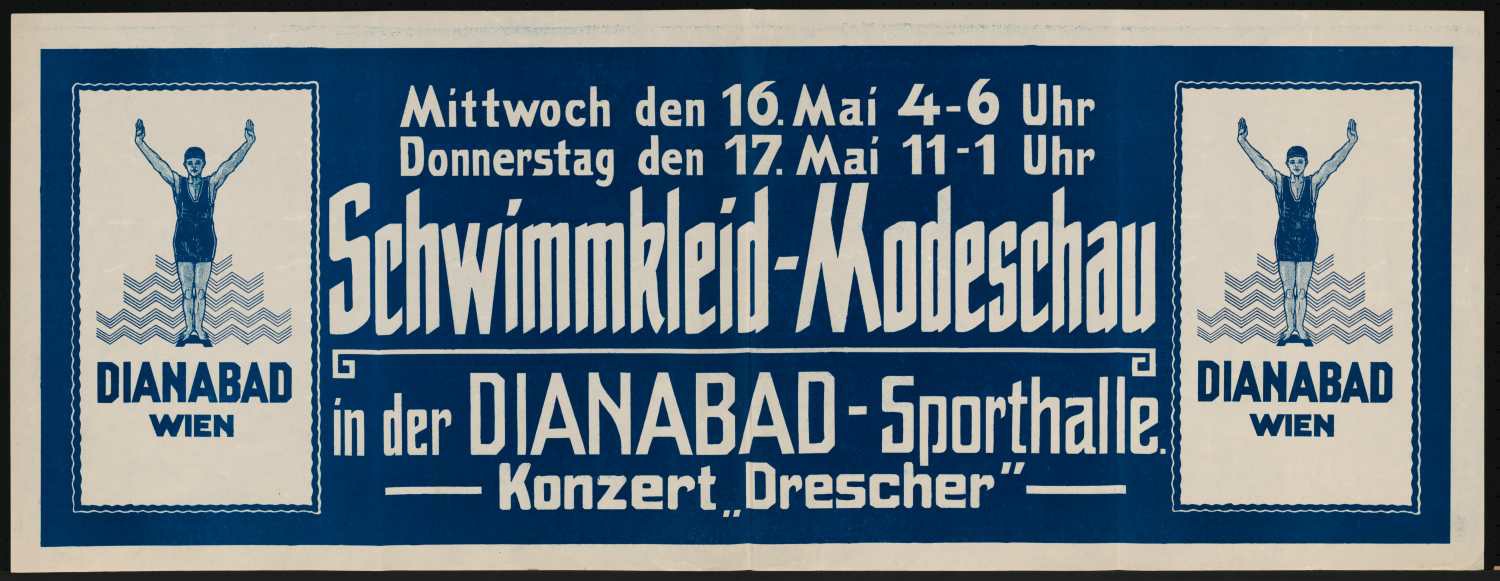 Mittwoch den 16. Mai 4-6 Uhr
Donnerstag den 17. Mai 11-1 Uhr
Schwimmkleid-Modeschau
in der DIANABAD-Sporthalle.
Konzert „Drescher"
DIANABAD
WIEN
DIANABAD
WIEN